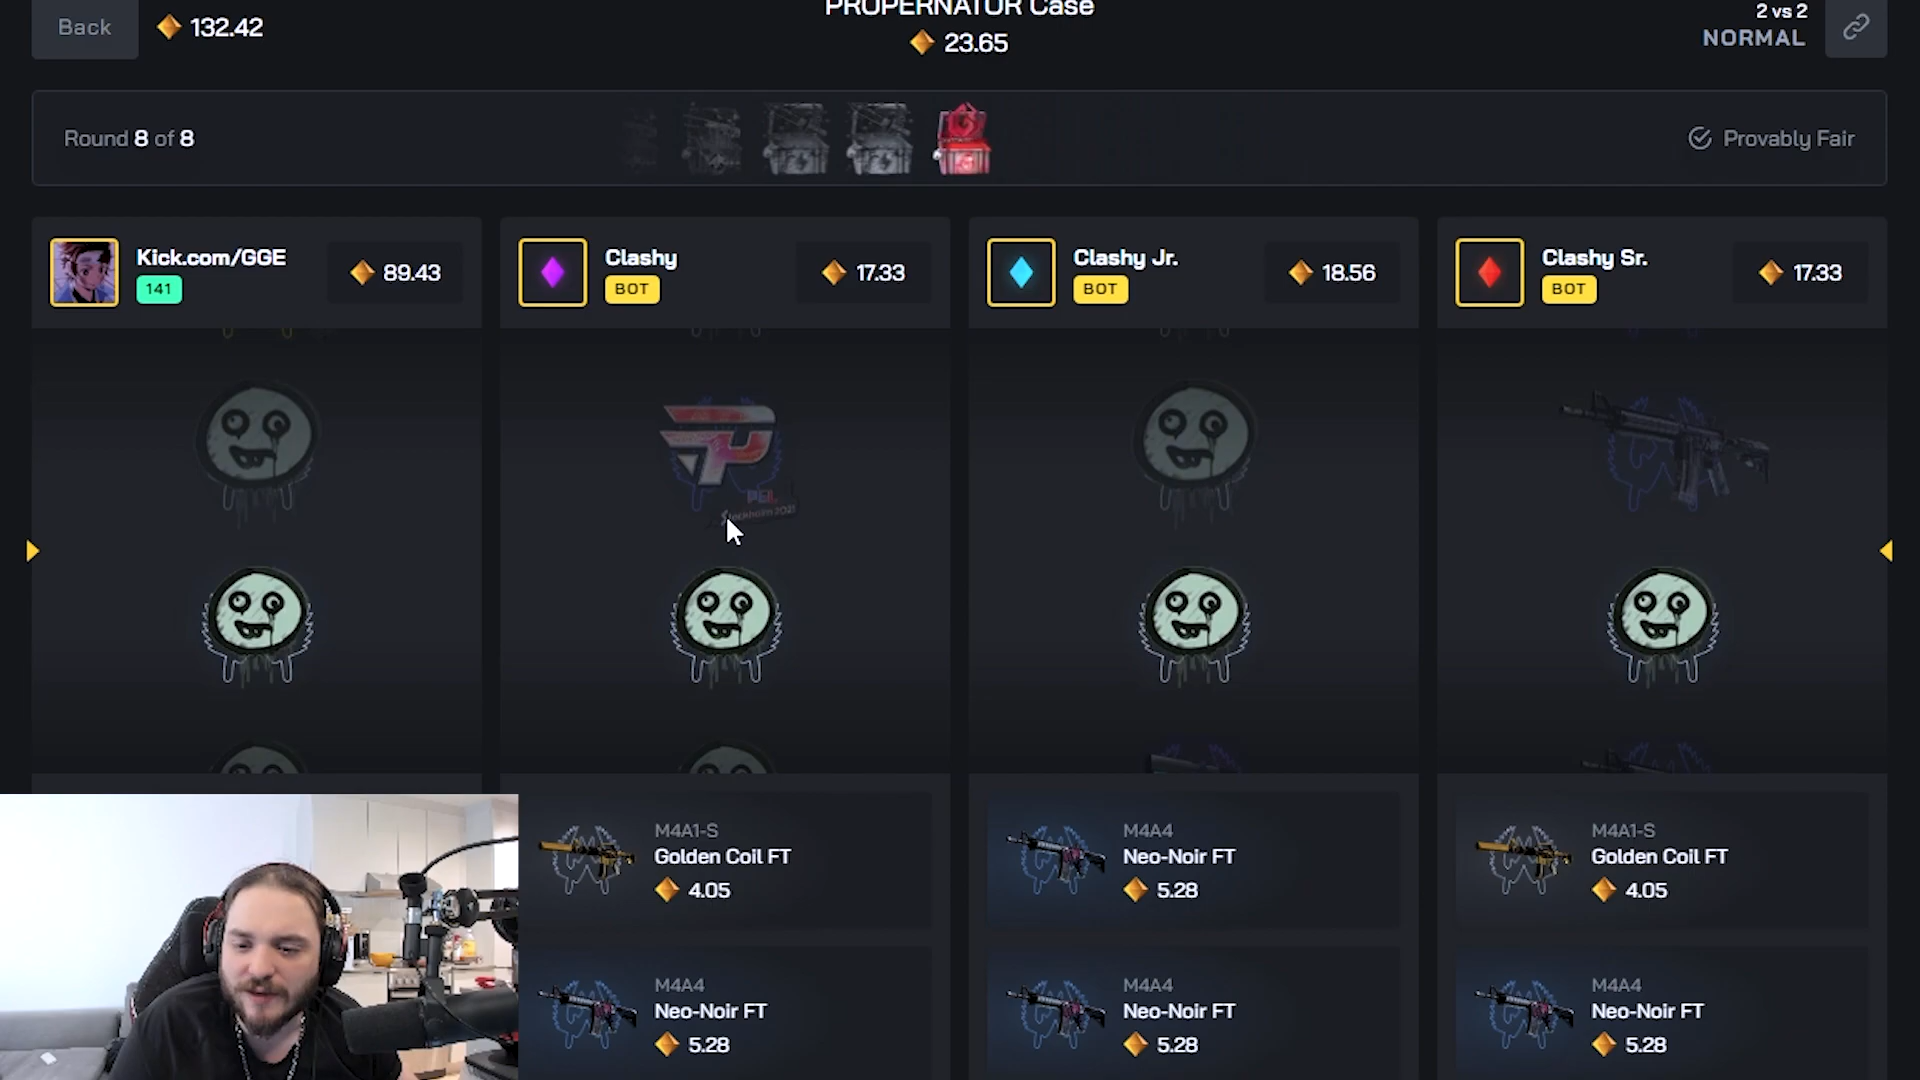 Back
132.42
PROPERNATOR Case
23.65
2 vs 2
NORMAL
Round 8 of 8
Provably Fair
Kick.com/GGE
141
89.43
Clashy
BOT
17.33
Clashy Jr.
BOT
18.56
Clashy Sr.
BOT
17.33
PGL
Stockholm 2021
M4A1-S
Golden Coil FT
4.05
M4A4
Neo-Noir FT
5.28
M4A4
Neo-Noir FT
5.28
M4A4
Neo-Noir FT
5.28
M4A1-S
Golden Coil FT
4.05
M4A4
Neo-Noir FT
5.28